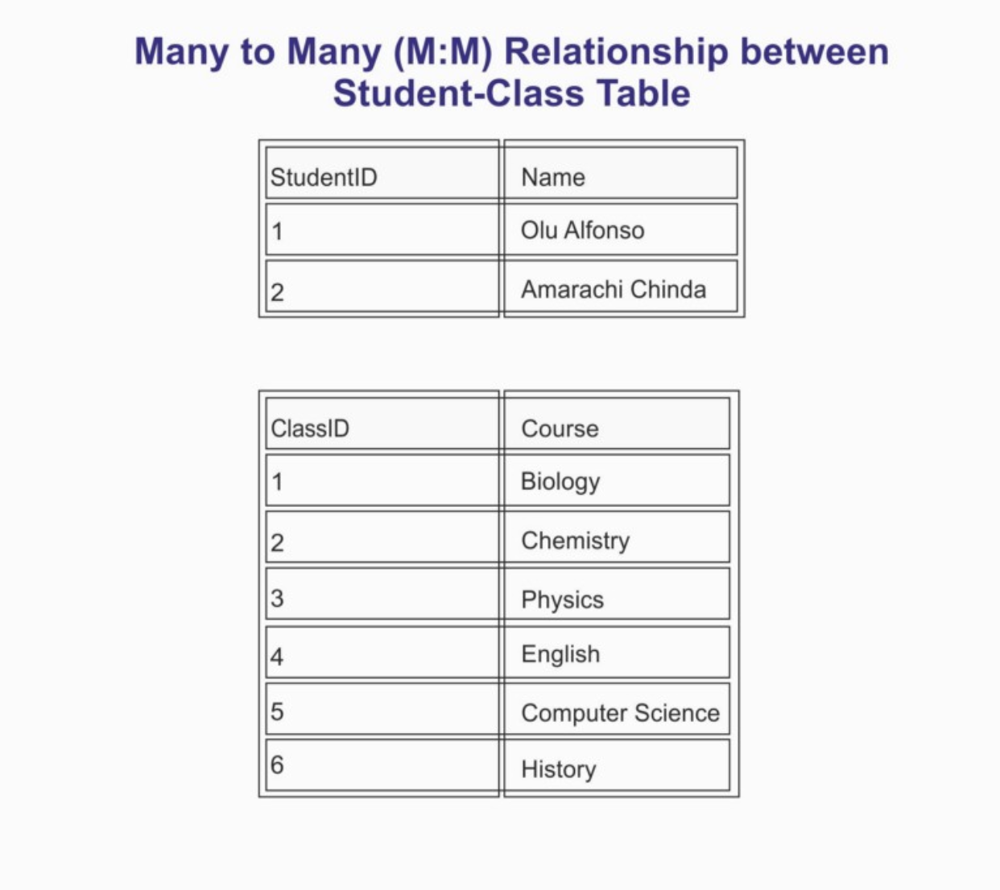 Many to Many (M:M) Relationship between
Student-Class Table
StudentID Name
1 Olu Alfonso
2 Amarachi Chinda
ClassID Course
1 Biology
2 Chemistry
3 Physics
4 English
5 Computer Science
6 History